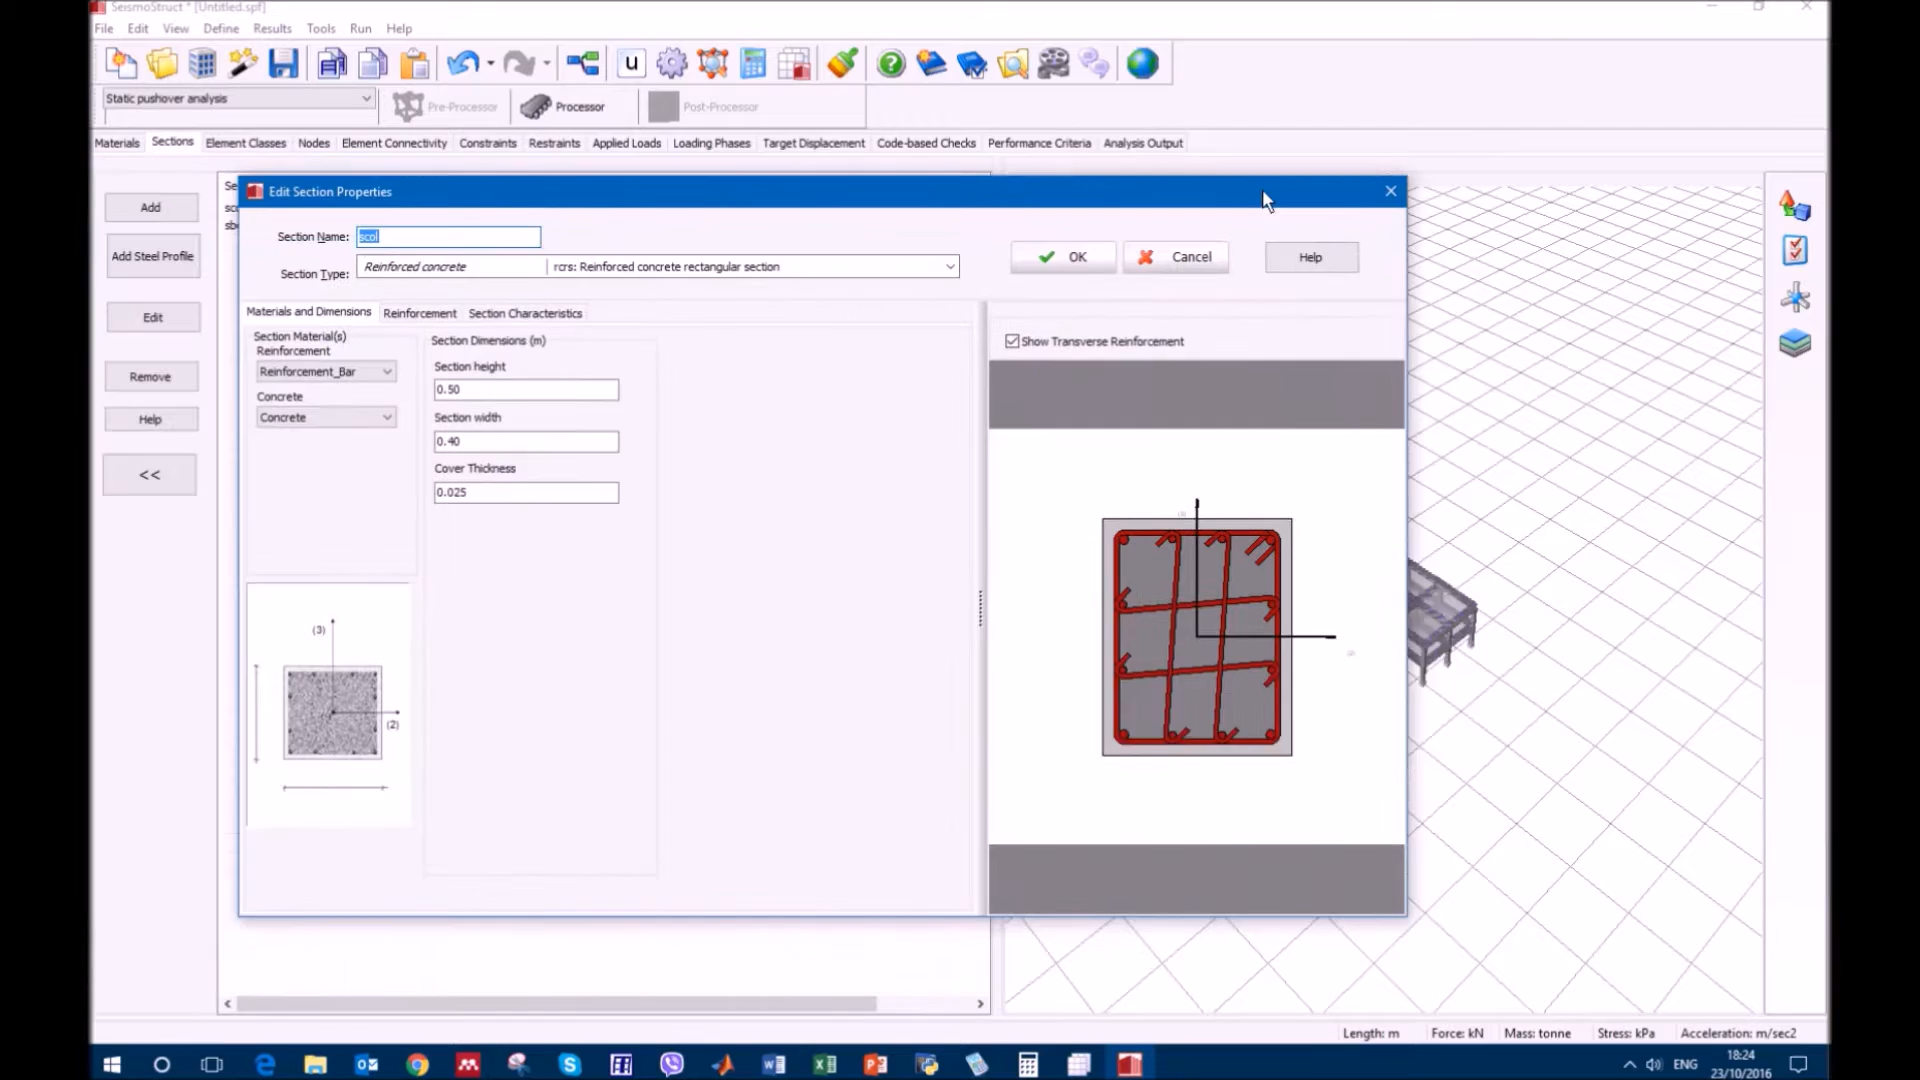 SeismoStruct * [Untitled.spf]
File Edit View Define Results Tools Run Help
u
Static pushover analysis Pre-Processor Processor Post-Processor
Materials Sections Element Classes Nodes Element Connectivity Constraints Restraints Applied Loads Loading Phases Target Displacement Code-based Checks Performance Criteria Analysis Output
Add
Add Steel Profile
Edit
Remove
Help
<<
Edit Section Properties
Section Name: scol
Section Type: Reinforced concrete rcrs: Reinforced concrete rectangular section
OK Cancel Help
Materials and Dimensions Reinforcement Section Characteristics
Section Material(s)
Reinforcement
Reinforcement_Bar
Concrete
Concrete
Section Dimensions (m)
Section height
0.50
Section width
0.40
Cover Thickness
0.025
(3)
(2)
Show Transverse Reinforcement
Length: m Force: kN Mass: tonne Stress: kPa Acceleration: m/sec2
ENG
18:24
23/10/2016